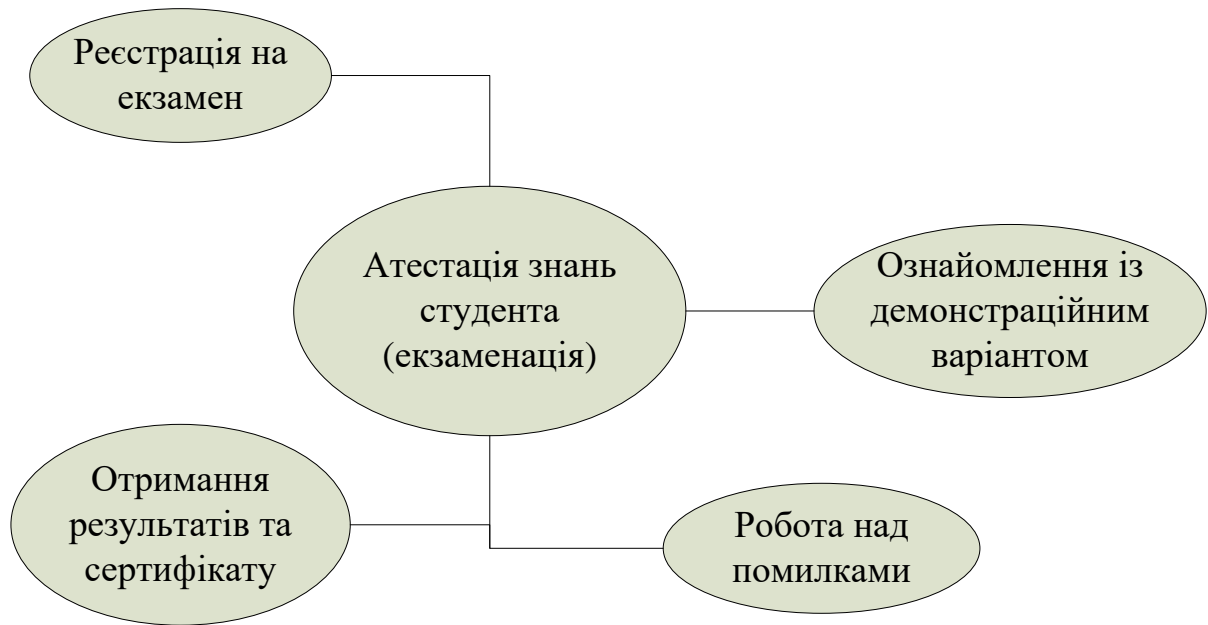 Реєстрація на
екзамен
Атестація знань
студента
(екзаменація)
Ознайомлення із
демонстраційним
варіантом
Отримання
результатів та
сертифікату
Робота над
помилками